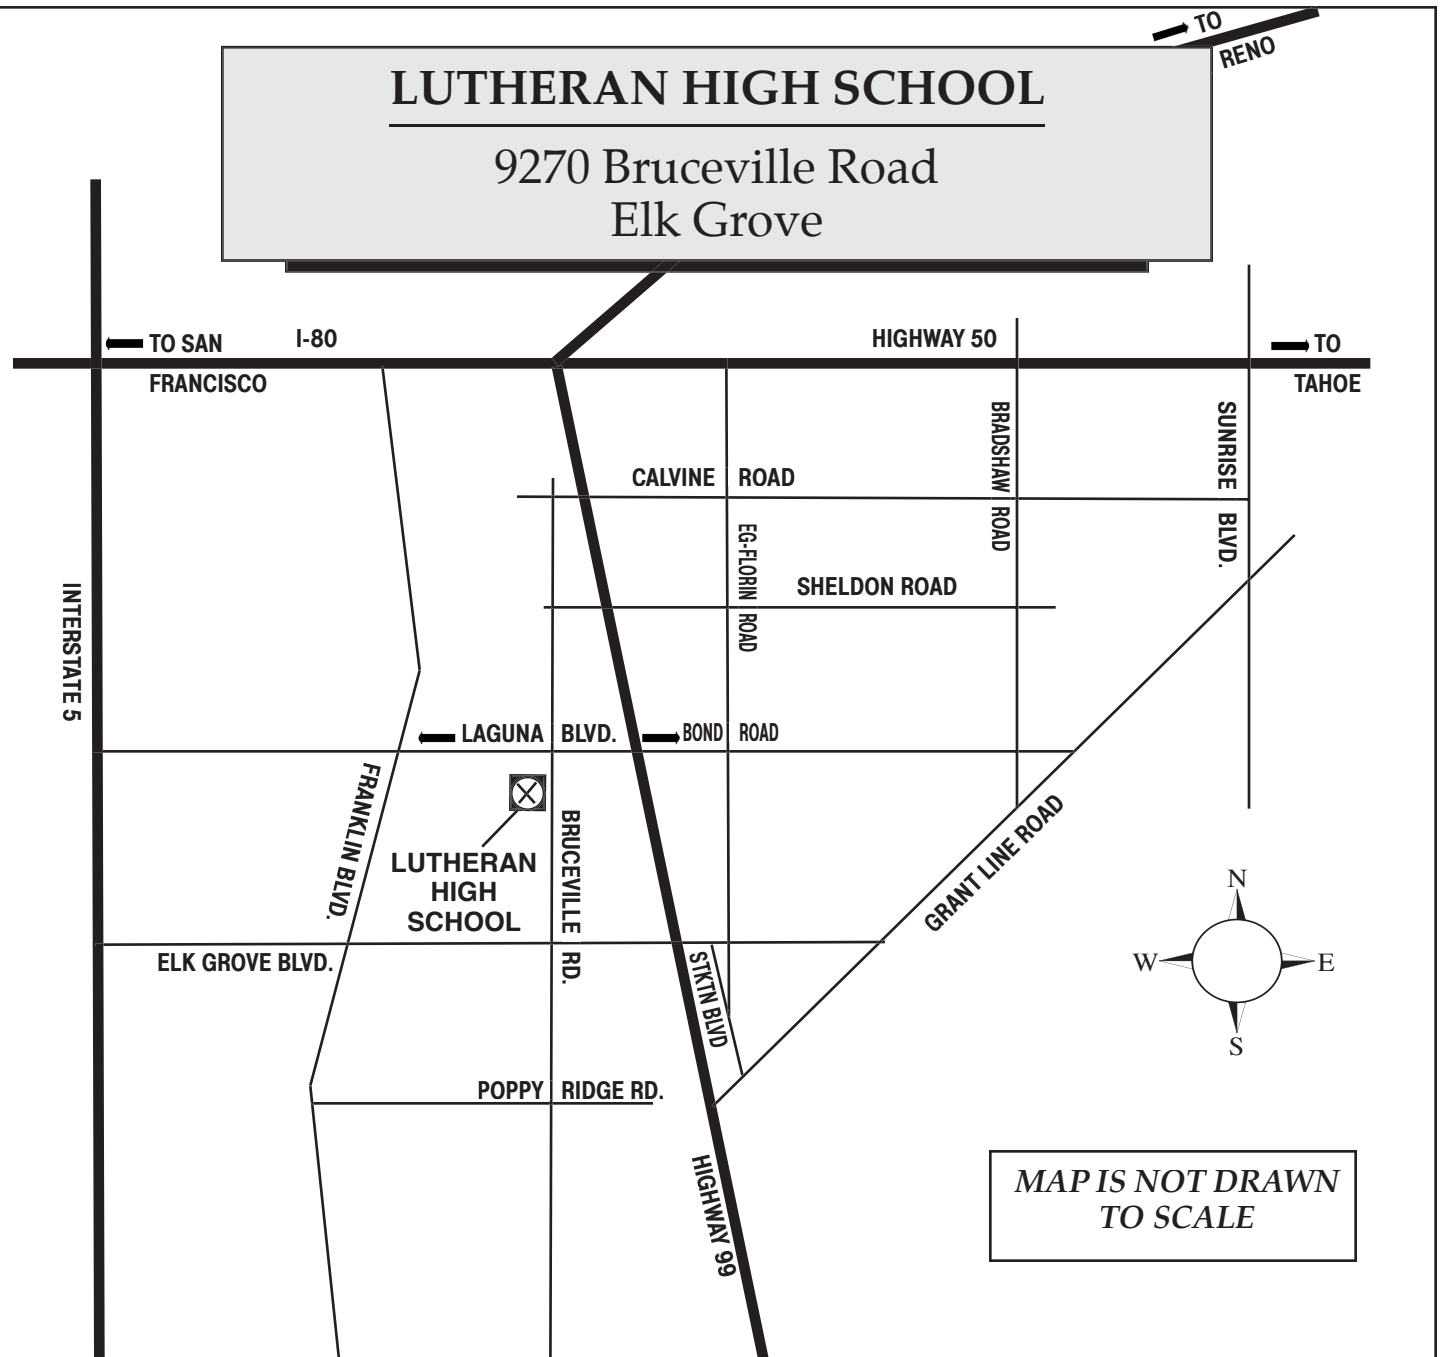 TO
RENO
LUTHERAN HIGH SCHOOL
9270 Bruceville Road
Elk Grove
TO SAN
FRANCISCO
I-80
HIGHWAY 50
TO
TAHOE
BRADSHAW ROAD
SUNRISE BLVD.
CALVINE ROAD
EG-FLORIN ROAD
SHELDON ROAD
INTERSTATE 5
LAGUNA BLVD.
BOND ROAD
FRANKLIN BLVD.
LUTHERAN
HIGH
SCHOOL
BRUCEVILLE RD.
GRANT LINE ROAD
N
W
E
S
ELK GROVE BLVD.
STKTN BLVD
POPPY RIDGE RD.
HIGHWAY 99
MAP IS NOT DRAWN
TO SCALE